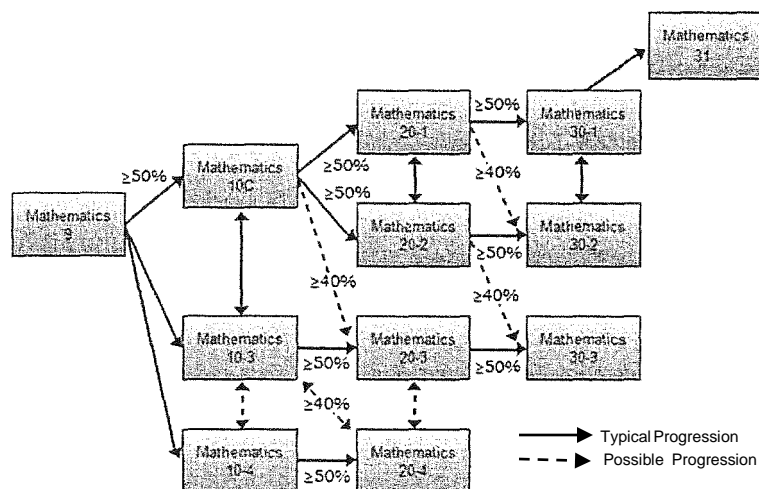 Mathematics
31
Mathematics
20-1
≥50%
Mathematics
30-1
≥50%
Mathematics
10C
≥50%
≥50%
≥40%
Mathematics
9
Mathematics
20-2
≥50%
Mathematics
30-2
≥40%
≥40%
Mathematics
10-3
≥50%
Mathematics
20-3
≥50%
Mathematics
30-3
≥40%
Mathematics
10-4
≥50%
Mathematics
20-4
Typical Progression
Possible Progression